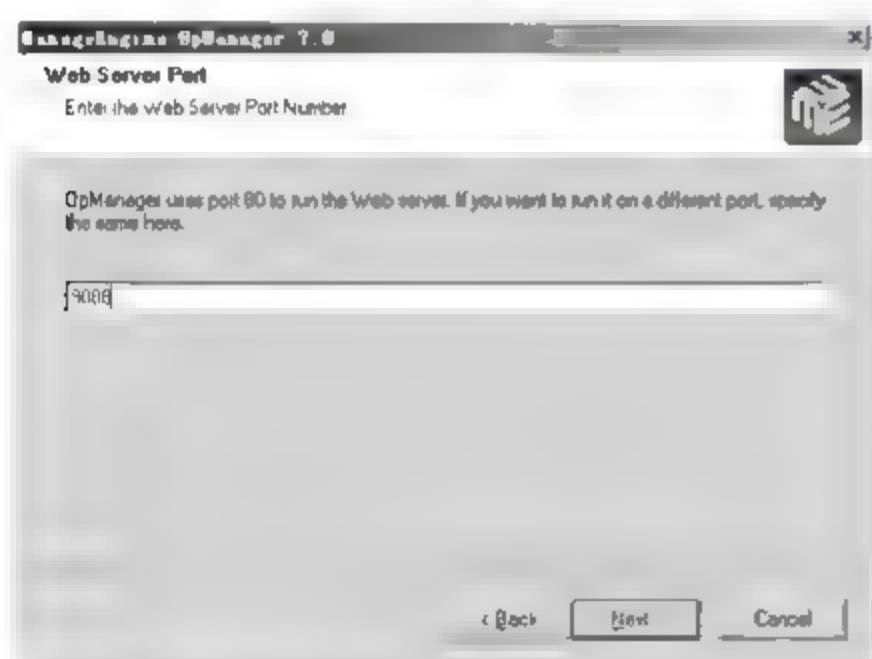 ManageEngine OpManager 7.0
Web Server Port
Enter the Web Server Port Number
OpManager uses port 80 to run the Web server. If you want to run it on a different port, specify
the same here.
< Back
Next
Cancel